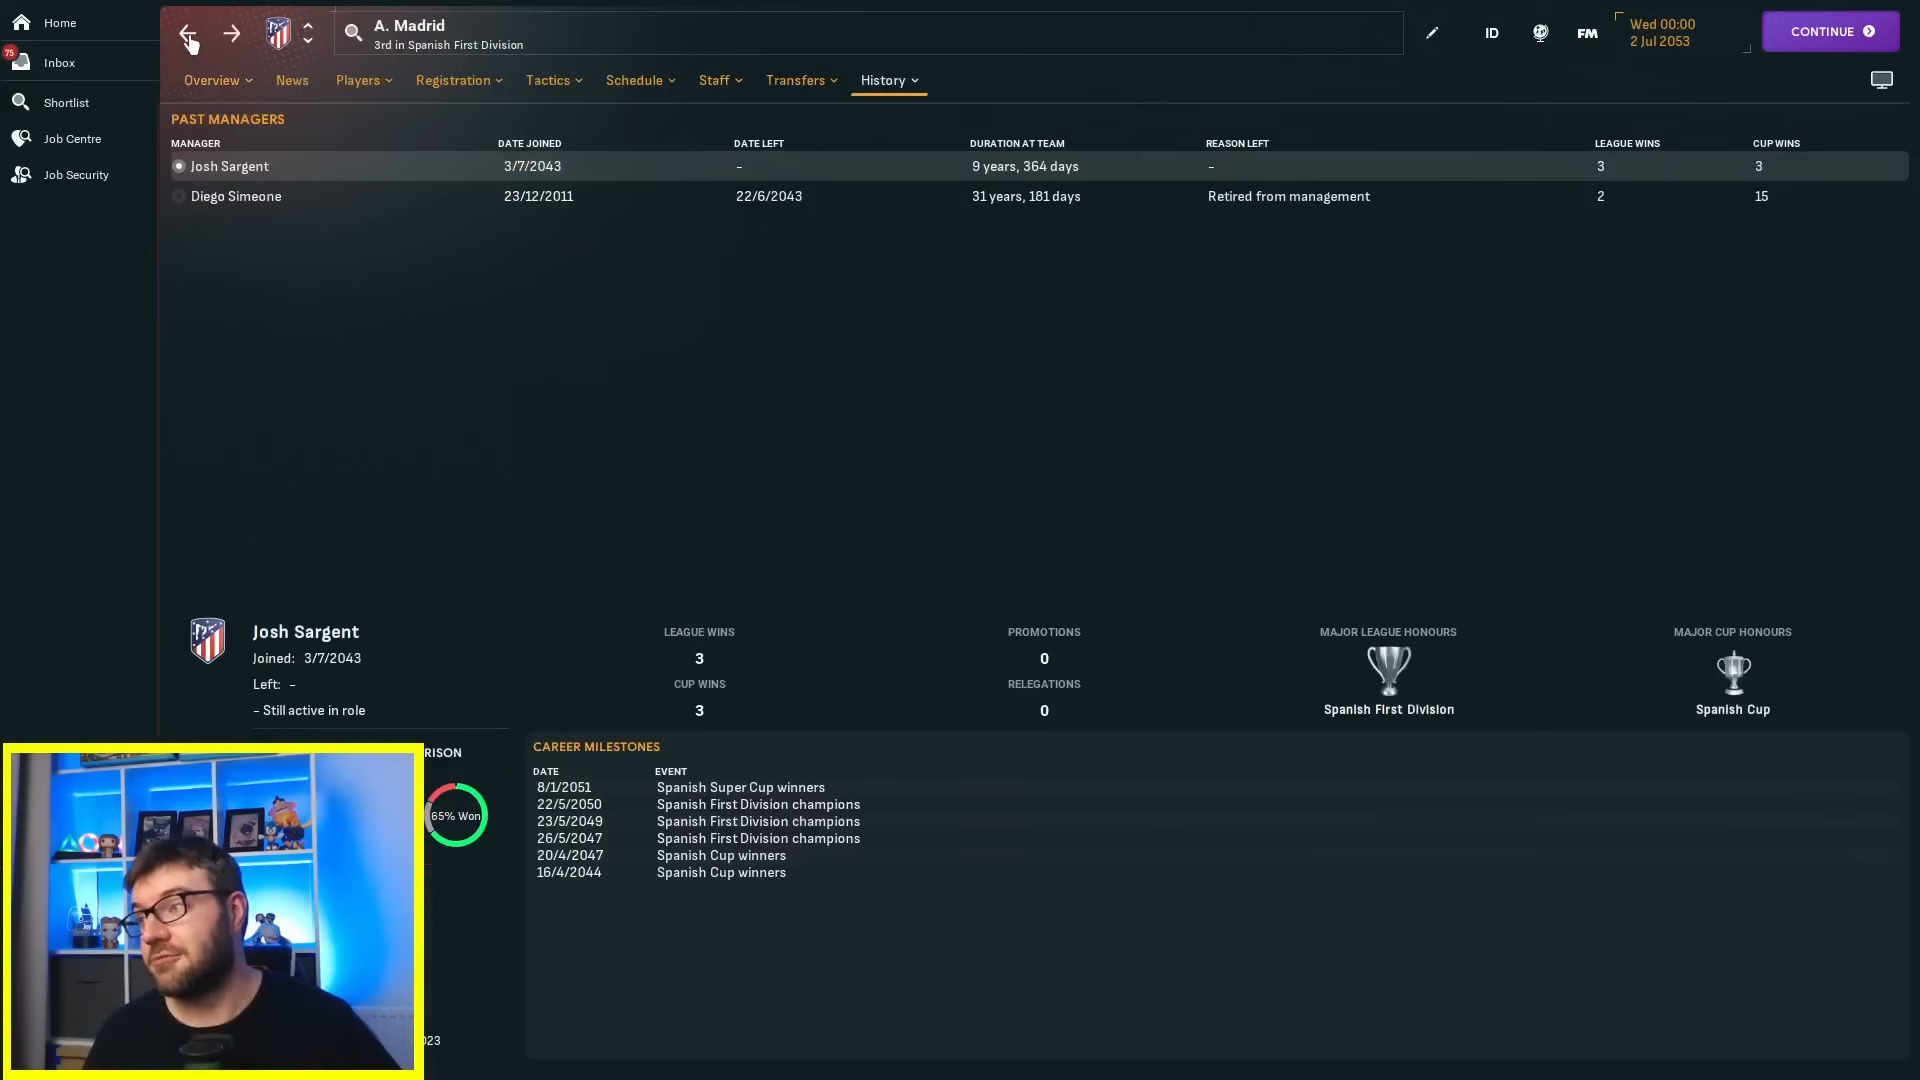 Home
Inbox
75
Shortlist
Job Centre
Job Security
A. Madrid
3rd in Spanish First Division
ID
FM
Wed 00:00
2 Jul 2053
CONTINUE
Overview News Players Registration Tactics Schedule Staff Transfers History
PAST MANAGERS
MANAGER DATE JOINED DATE LEFT DURATION AT TEAM REASON LEFT LEAGUE WINS CUP WINS
Josh Sargent 3/7/2043 - 9 years, 364 days - 3 3
Diego Simeone 23/12/2011 22/6/2043 31 years, 181 days Retired from management 2 15
Josh Sargent
Joined: 3/7/2043
Left: -
- Still active in role
LEAGUE WINS
3
CUP WINS
3
PROMOTIONS
0
RELEGATIONS
0
MAJOR LEAGUE HONOURS
Spanish First Division
MAJOR CUP HONOURS
Spanish Cup
RISON
65% Won
023
CAREER MILESTONES
DATE EVENT
8/1/2051 Spanish Super Cup winners
22/5/2050 Spanish First Division champions
23/5/2049 Spanish First Division champions
26/5/2047 Spanish First Division champions
20/4/2047 Spanish Cup winners
16/4/2044 Spanish Cup winners